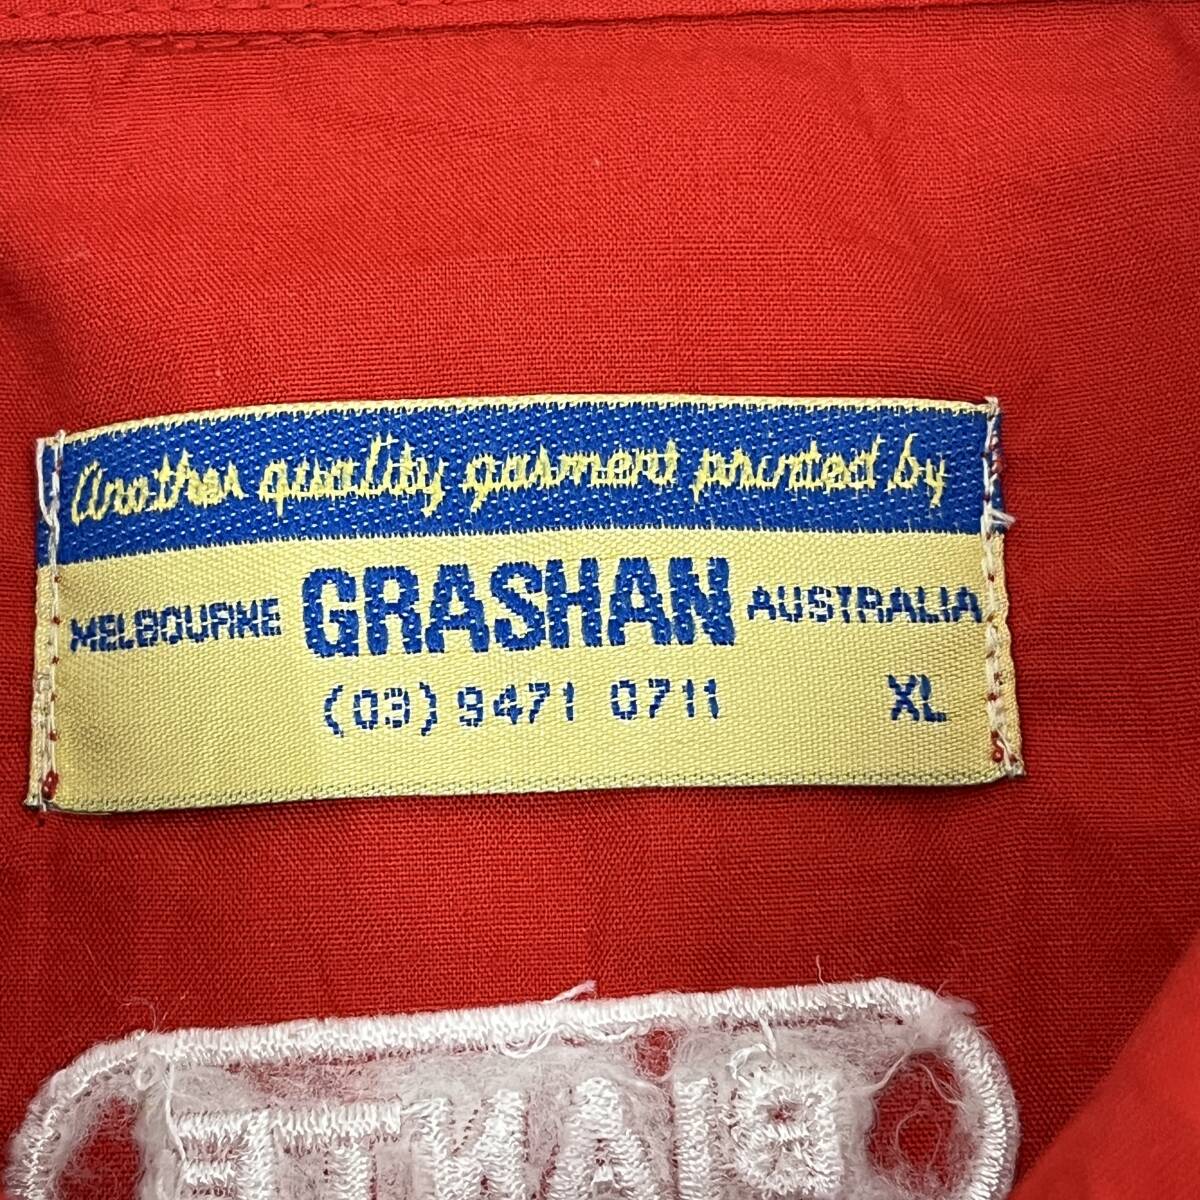 Another quality garment printed by
MELBOURNE GRASHAN AUSTRALIA
(03) 9471 0711 XL